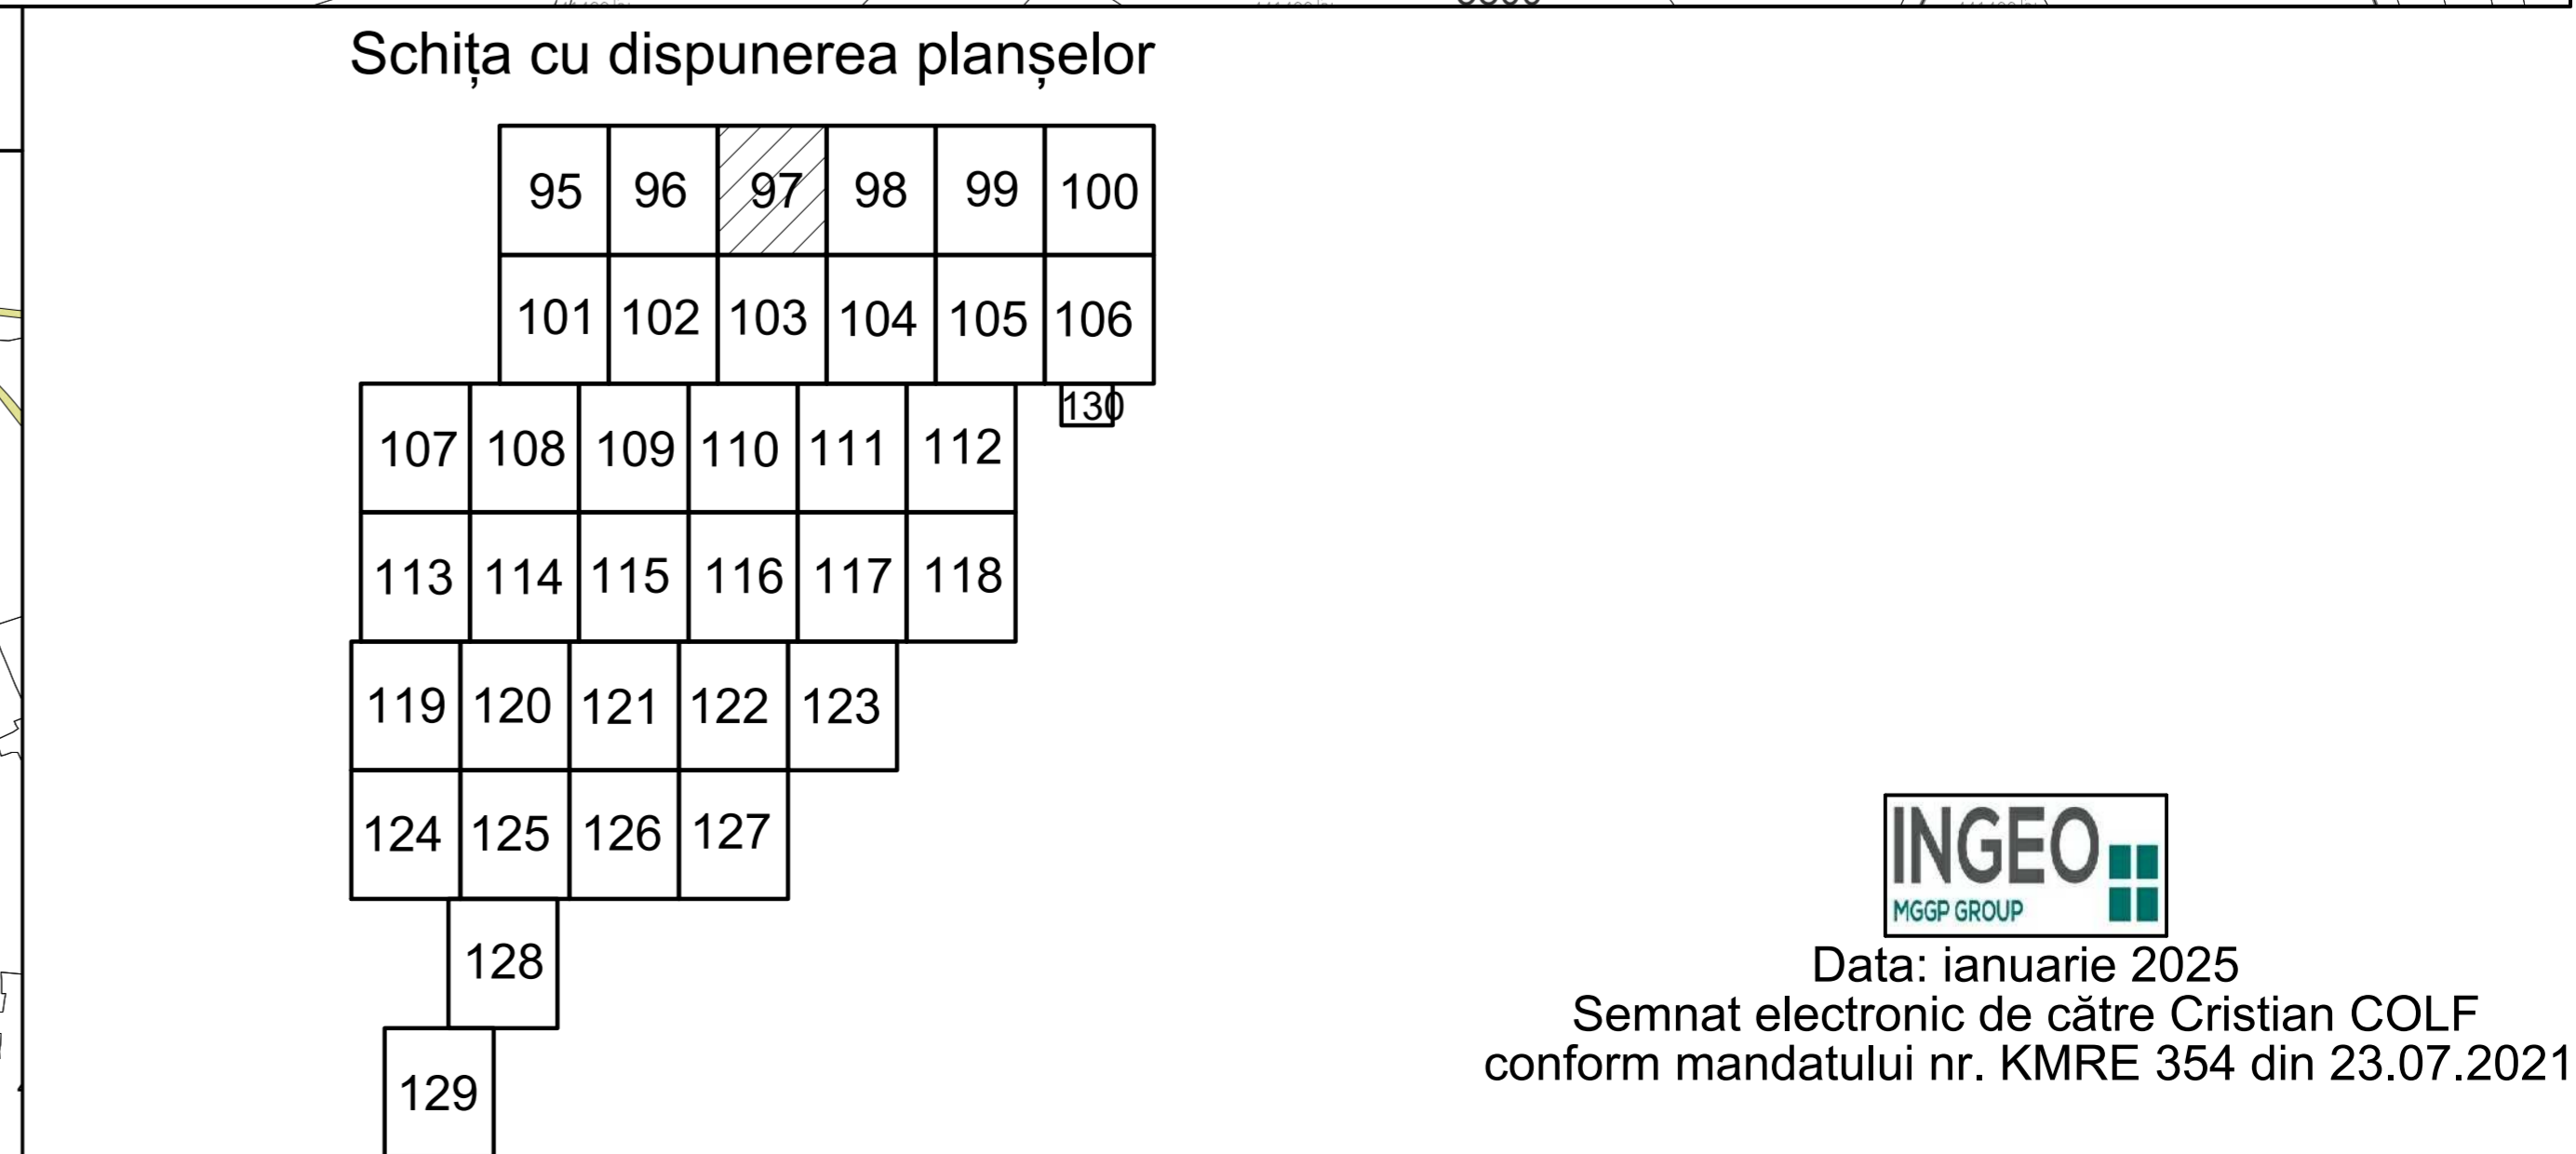 Schița cu dispunerea planșelor
95 96 97 98 99 100
101 102 103 104 105 106
130
107 108 109 110 111 112
113 114 115 116 117 118
119 120 121 122 123
124 125 126 127
128
129
INGEO
MGGP GROUP
Data: ianuarie 2025
Semnat electronic de către Cristian COLF
conform mandatului nr. KMRE 354 din 23.07.2021